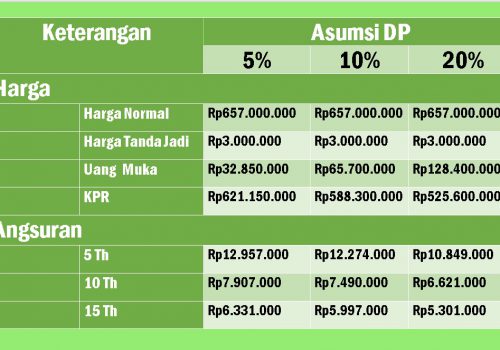 Keterangan Asumsi DP
5% 10% 20%
Harga
Harga Normal Rp657.000.000 Rp657.000.000 Rp657.000.000
Harga Tanda Jadi Rp3.000.000 Rp3.000.000 Rp3.000.000
Uang Muka Rp32.850.000 Rp65.700.000 Rp128.400.000
KPR Rp621.150.000 Rp588.300.000 Rp525.600.000
Angsuran
5 Th Rp12.957.000 Rp12.274.000 Rp10.849.000
10 Th Rp7.907.000 Rp7.490.000 Rp6.621.000
15 Th Rp6.331.000 Rp5.997.000 Rp5.301.000